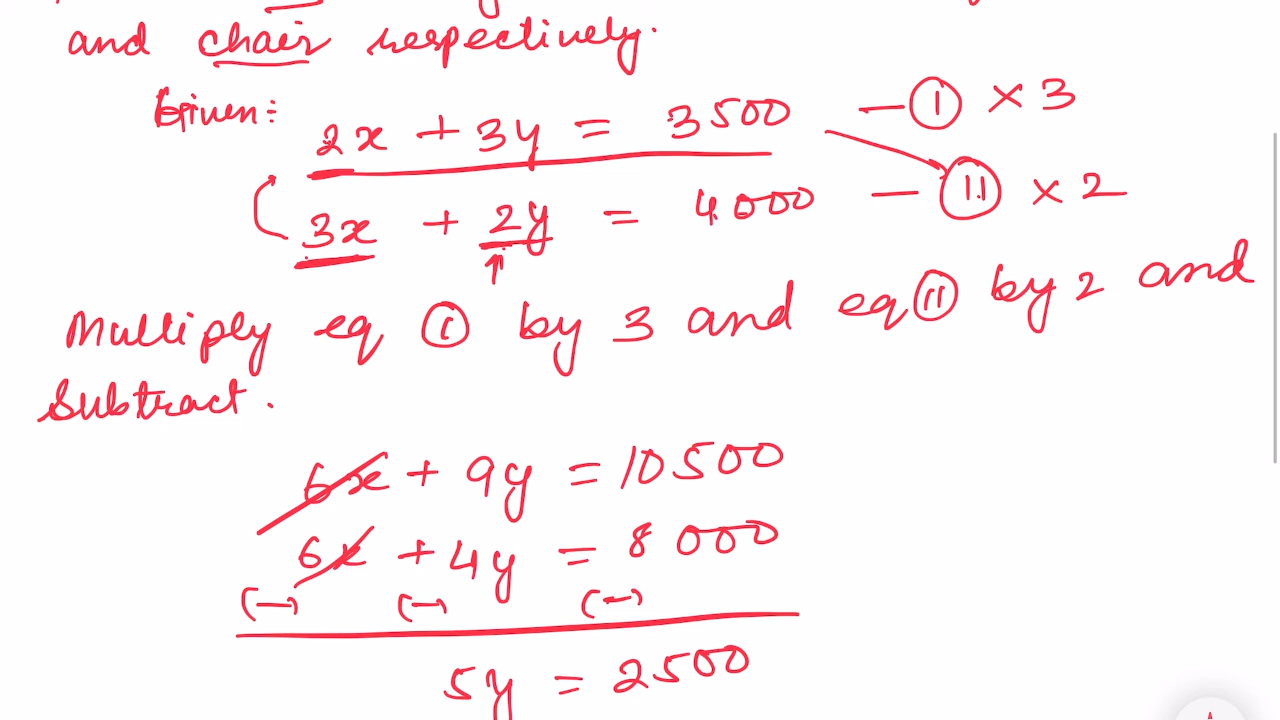 and chair respectively.
Given:
2x + 3y = 3500 — (I) × 3
3x + 2y = 4000 — (II) × 2
Multiply eq (I) by 3 and eq (II) by 2 and
Subtract.
6x + 9y = 10500
6x + 4y = 8000
(-) (-) (-)
5y = 2500